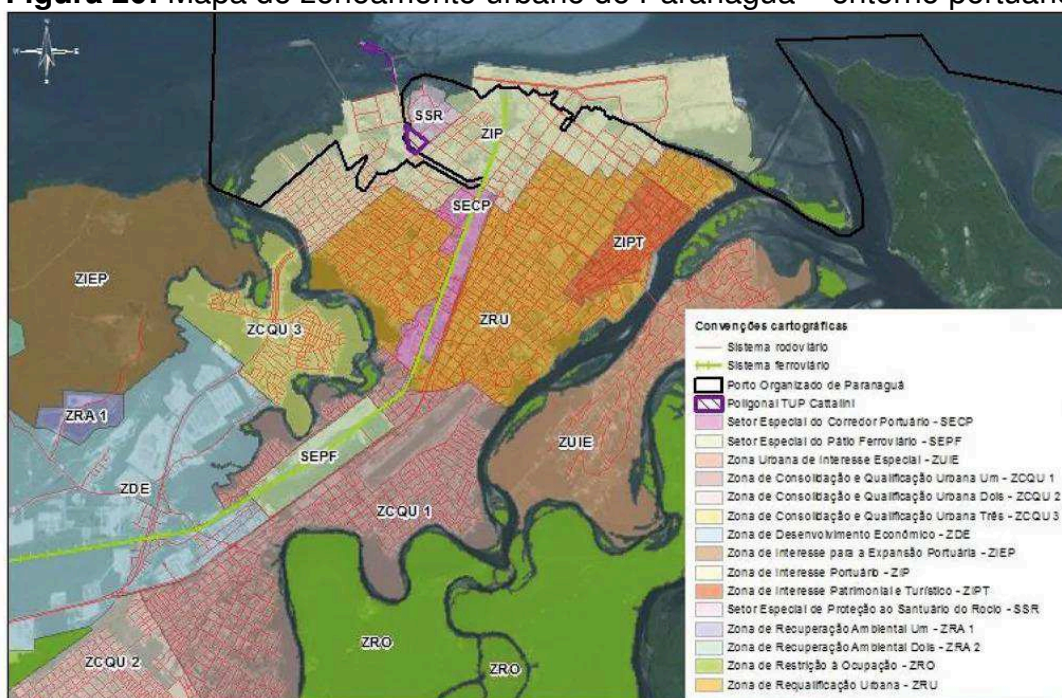 Figura 20: Mapa de zoneamento urbano de Paranaguá – entorno portuário
SSR
ZIP
SECP
ZIPT
ZIEP
ZCQU 3
ZRU
ZRA 1
SEPF
ZDE
ZCQU 1
ZUIE
ZCQU 2
ZRO
ZRO
Convenções cartográficas
Sistema rodoviário
Sistema ferroviário
Porto Organizado de Paranaguá
Poligonal TUP Cattalini
Setor Especial do Corredor Portuário - SECP
Setor Especial do Pátio Ferroviário - SEPF
Zona Urbana de Interesse Especial - ZUIE
Zona de Consolidação e Qualificação Urbana Um - ZCQU 1
Zona de Consolidação e Qualificação Urbana Dois - ZCQU 2
Zona de Consolidação e Qualificação Urbana Três - ZCQU 3
Zona de Desenvolvimento Econômico - ZDE
Zona de Interesse para a Expansão Portuária - ZIEP
Zona de Interesse Portuário - ZIP
Zona de Interesse Patrimonial e Turístico - ZIPT
Setor Especial de Proteção ao Santuário do Rocio - SSR
Zona de Recuperação Ambiental Um - ZRA 1
Zona de Recuperação Ambiental Dois - ZRA 2
Zona de Restrição à Ocupação - ZRO
Zona de Requalificação Urbana - ZRU